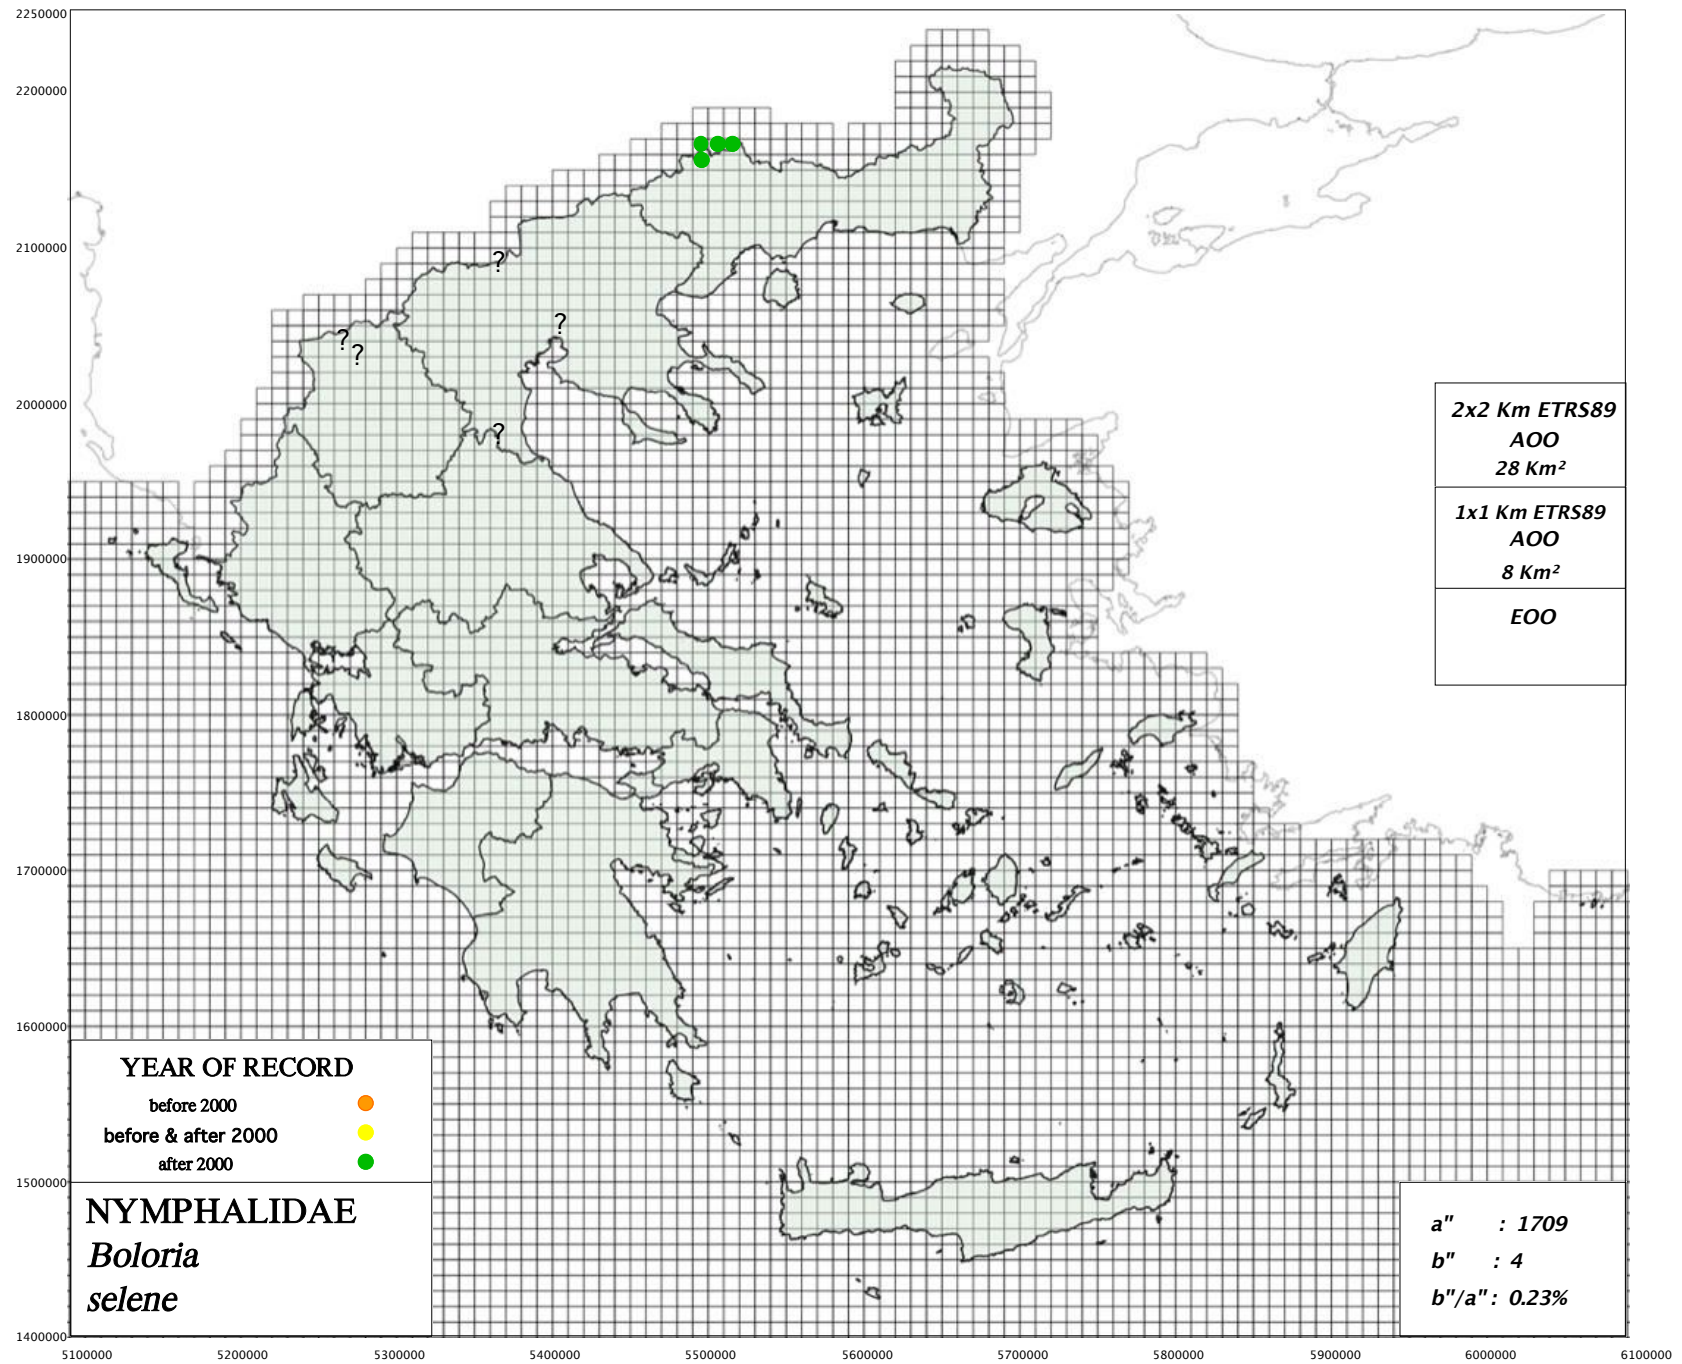 2250000
2200000
2100000
2000000
1900000
1800000
1700000
1600000
1500000
1400000
?
?
?
?
?
2x2 Km ETRS89
AOO
28 Km²
1x1 Km ETRS89
AOO
8 Km²
EOO
YEAR OF RECORD
before 2000
before & after 2000
after 2000
NYMPHALIDAE
Boloria
selene
a" : 1709
b" : 4
b"/a" : 0.23%
5100000 5200000 5300000 5400000 5500000 5600000 5700000 5800000 5900000 6000000 6100000